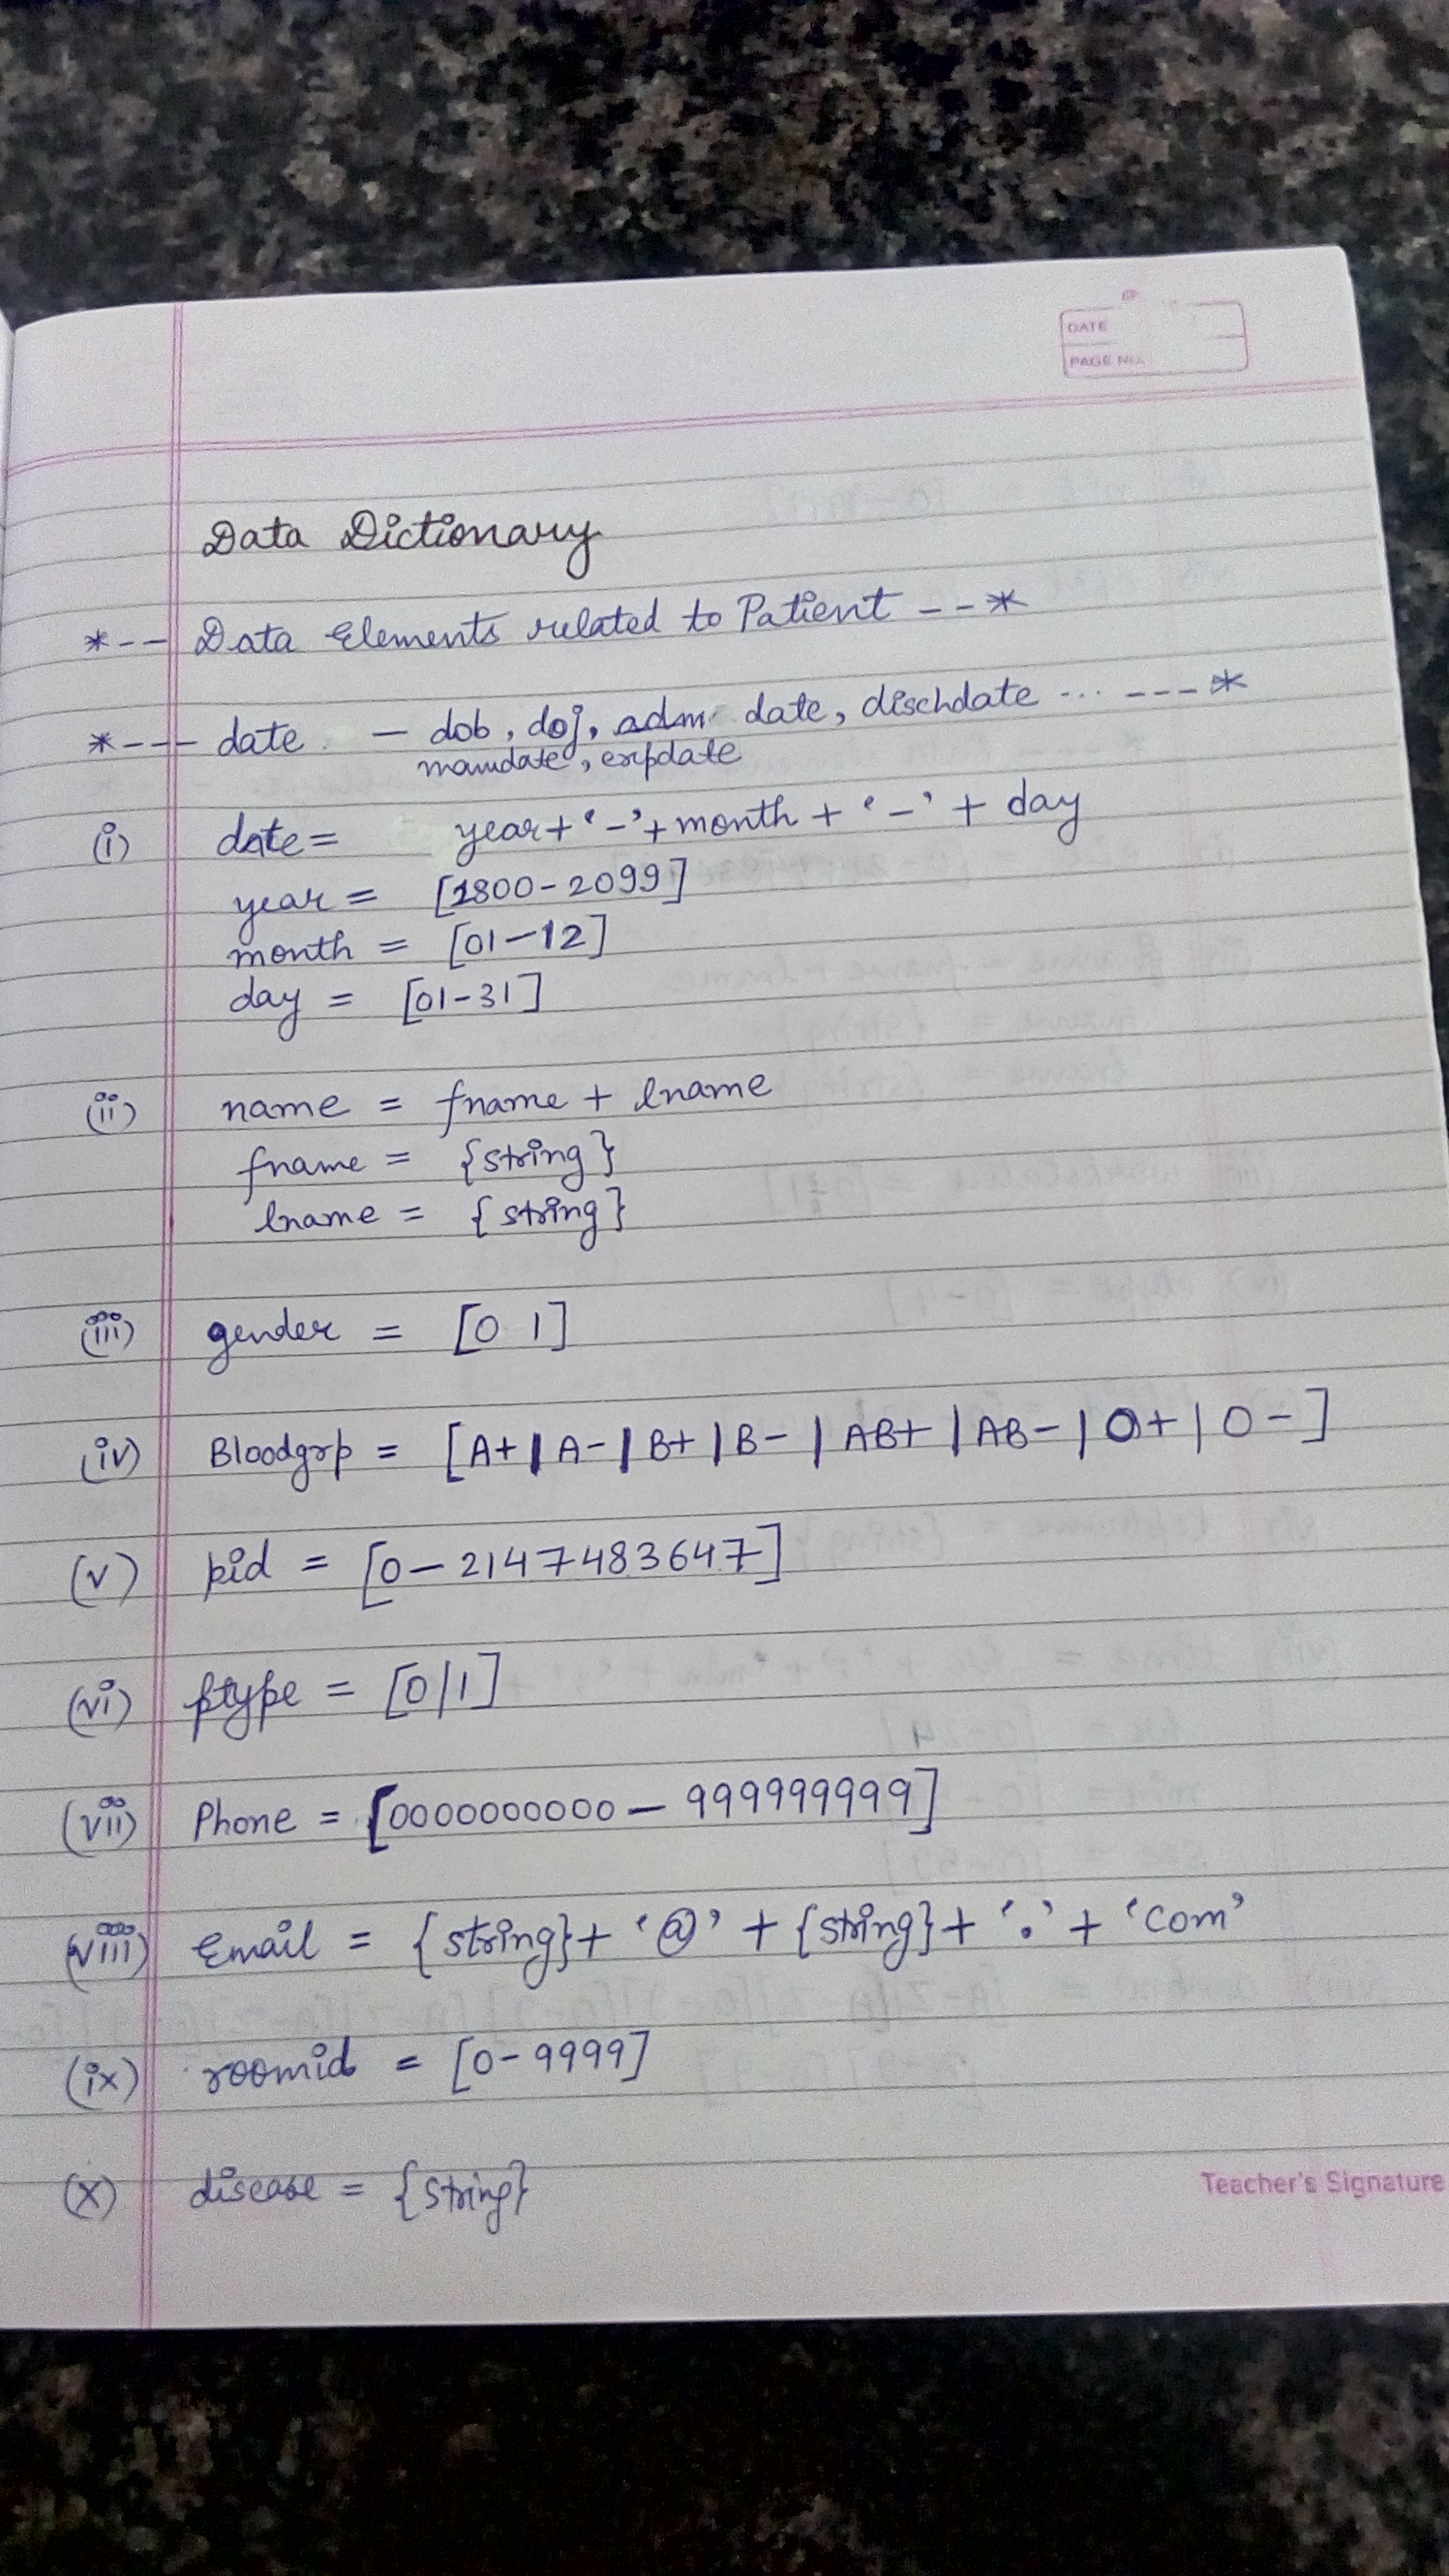 DATE
PAGE NO.
Data Dictionary
*-- Data Elements related to Patient --*
*--- date - dob, doj, adm date, dischdate ... ---*
manudate, expdate
(i) date = year + '-' + month + '-' + day
year = [1800-2099]
month = [01-12]
day = [01-31]
(ii) name = fname + lname
fname = {string}
lname = {string}
(iii) gender = [0 1]
(iv) Bloodgrp = [A+|A-|B+|B-|AB+|AB-|O+|O-]
(v) pid = [0-2147483647]
(vi) ptype = [0/1]
(vii) Phone = [0000000000-999999999]
(viii) Email = {string}+ '@' + {string}+ '.' + 'com'
(ix) roomid = [0-9999]
(x) disease = {string}
Teacher's Signature